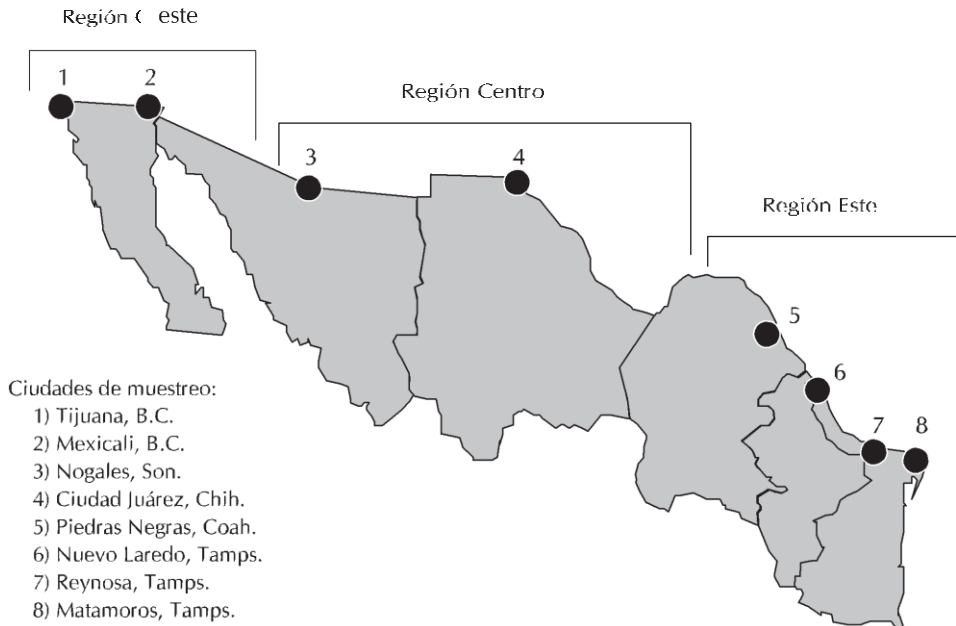 Región Oeste
1
2
Región Centro
3
4
Región Este
5
6
7
8
Ciudades de muestreo:
1) Tijuana, B.C.
2) Mexicali, B.C.
3) Nogales, Son.
4) Ciudad Juárez, Chih.
5) Piedras Negras, Coah.
6) Nuevo Laredo, Tamps.
7) Reynosa, Tamps.
8) Matamoros, Tamps.